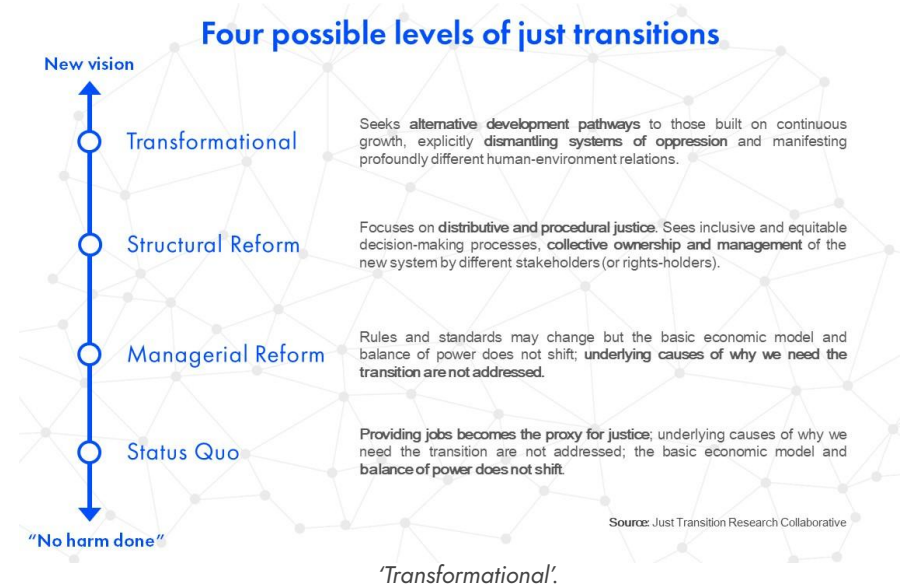 Four possible levels of just transitions
New vision
Transformational
Seeks alternative development pathways to those built on continuous
growth, explicitly dismantling systems of oppression and manifesting
profoundly different human-environment relations.
Structural Reform
Focuses on distributive and procedural justice. Sees inclusive and equitable
decision-making processes, collective ownership and management of the
new system by different stakeholders (or rights-holders).
Managerial Reform
Rules and standards may change but the basic economic model and
balance of power does not shift; underlying causes of why we need the
transition are not addressed.
Status Quo
Providing jobs becomes the proxy for justice; underlying causes of why we
need the transition are not addressed; the basic economic model and
balance of power does not shift.
Source: Just Transition Research Collaborative
"No harm done"
'Transformational'.